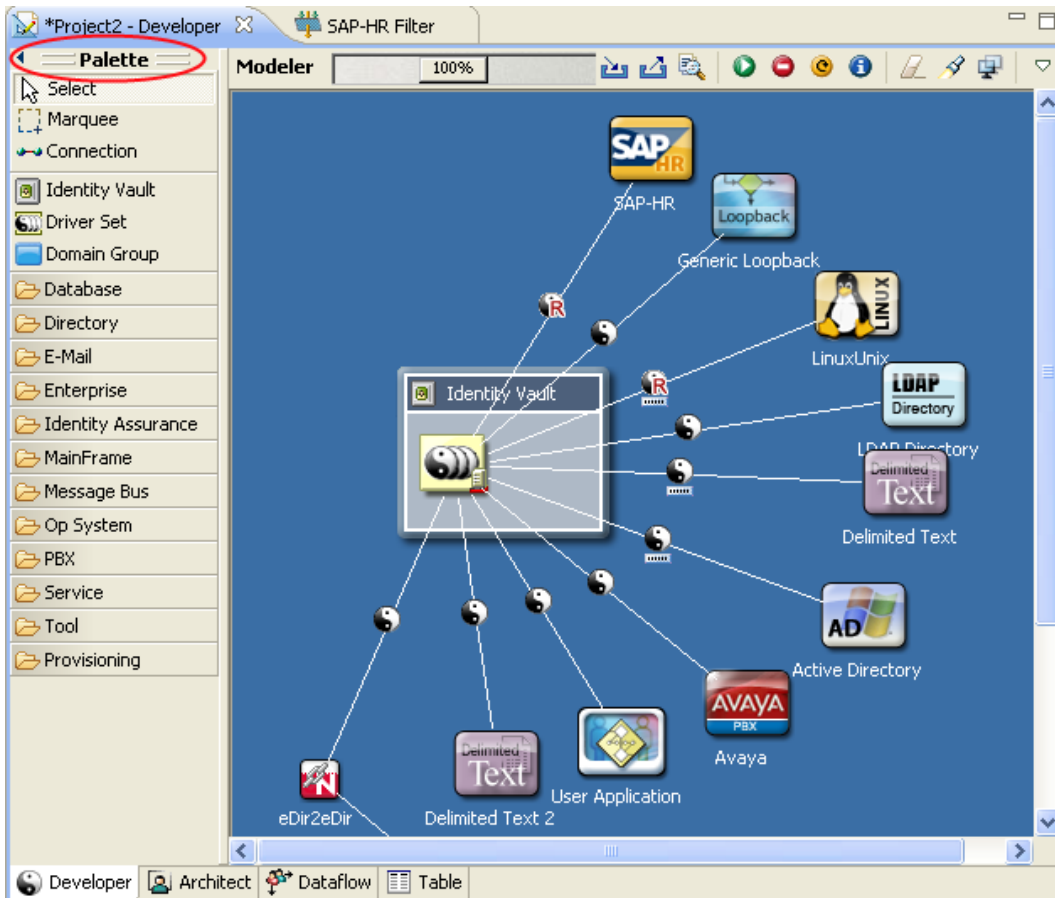 *Project2 - Developer
SAP-HR Filter
Palette
Select
Marquee
Connection
Identity Vault
Driver Set
Domain Group
Database
Directory
E-Mail
Enterprise
Identity Assurance
MainFrame
Message Bus
Op System
PBX
Service
Tool
Provisioning
Modeler
100%
SAP
HR
SAP-HR
Loopback
Generic Loopback
LINUX
LinuxUnix
R
R
LDAP
Directory
LDAP Directory
Identity Vault
Delimited
Text
Delimited Text
AD
Active Directory
AVAYA
PBX
Avaya
User Application
Delimited
Text
Delimited Text 2
N
eDir2eDir
Developer
Architect
Dataflow
Table